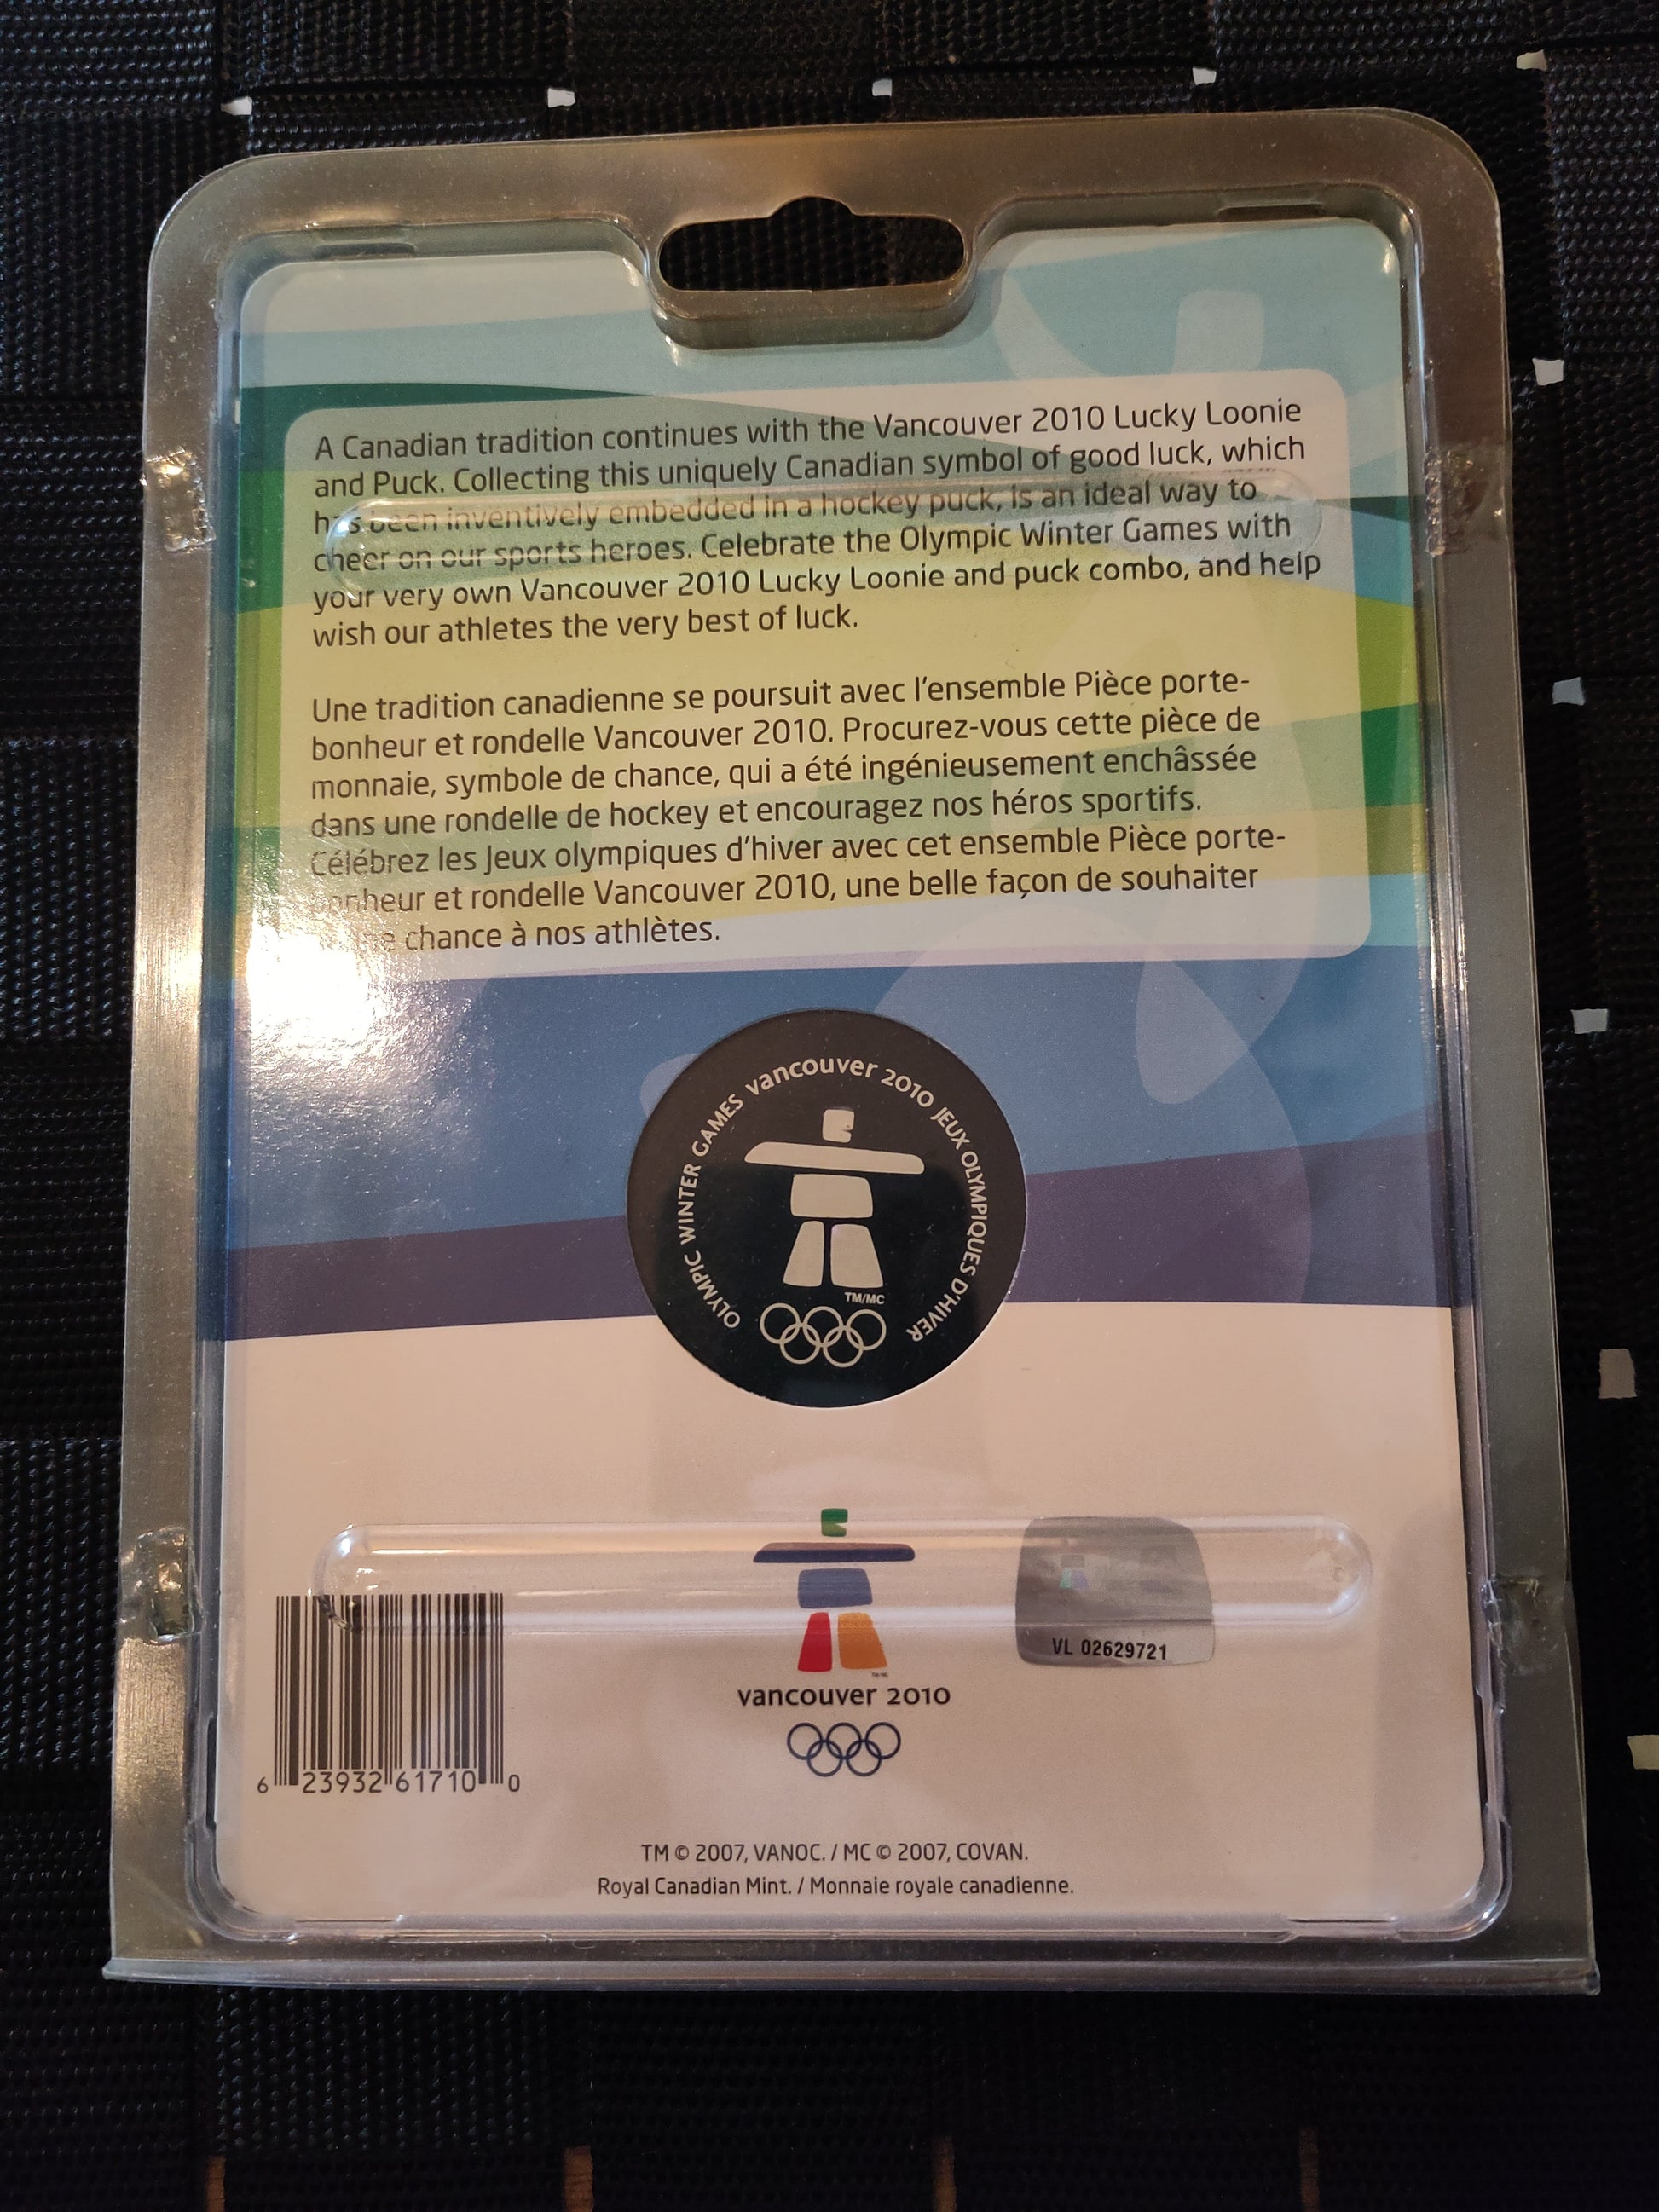 A Canadian tradition continues with the Vancouver 2010 Lucky Loonie
and Puck. Collecting this uniquely Canadian symbol of good luck, which
has been inventively embedded in a hockey puck, is an ideal way to
cheer on our sports heroes. Celebrate the Olympic Winter Games with
your very own Vancouver 2010 Lucky Loonie and puck combo, and help
wish our athletes the very best of luck.
Une tradition canadienne se poursuit avec l'ensemble Pièce porte-
bonheur et rondelle Vancouver 2010. Procurez-vous cette pièce de
monnaie, symbole de chance, qui a été ingénieusement enchâssée
dans une rondelle de hockey et encouragez nos héros sportifs.
Célébrez les Jeux olympiques d'hiver avec cet ensemble Pièce porte-
bonheur et rondelle Vancouver 2010, une belle façon de souhaiter
chance à nos athlètes.
OLYMPIC WINTER GAMES vancouver 2010 JEUX OLYMPIQUES D'HIVER
TM/MC
TM/MC
VL 02629721
vancouver 2010
6 23932 61710 0
TM © 2007, VANOC. / MC © 2007, COVAN.
Royal Canadian Mint. / Monnaie royale canadienne.